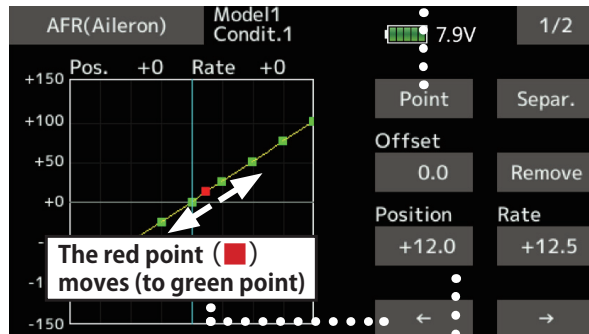 AFR(Aileron)
Model1
Condit.1
7.9V
1/2
Pos. +0 Rate +0
+150
+100
+50
+0
-
-1
-150
The red point (■)
moves (to green point)
Point
Separ.
Offset
0.0
Remove
Position
Rate
+12.0
+12.5
←
→